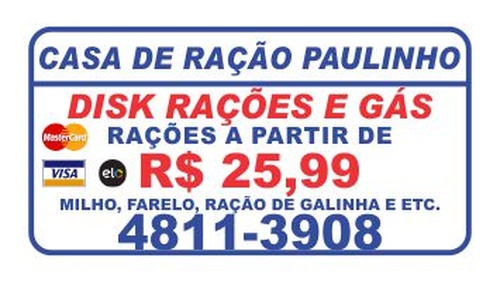 CASA DE RAÇÃO PAULINHO
DISK RAÇÕES E GÁS
MasterCard RAÇÕES A PARTIR DE
VISA elo R$ 25,99
MILHO, FARELO, RAÇÃO DE GALINHA E ETC.
4811-3908